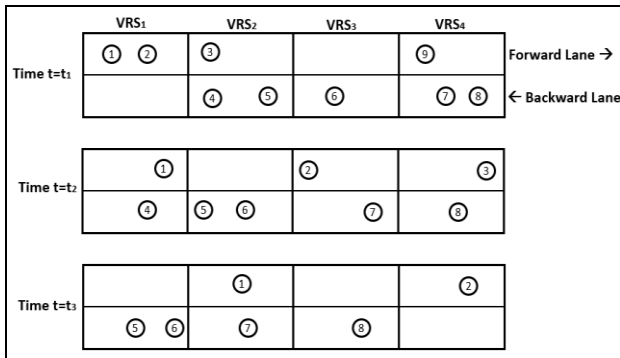 VRS1 VRS2 VRS3 VRS4
1 2 3 9 Forward Lane →
Time t=t1
4 5 6 7 8 ← Backward Lane
1 2 3
Time t=t2
4 5 6 7 8
1 2
Time t=t3
5 6 7 8